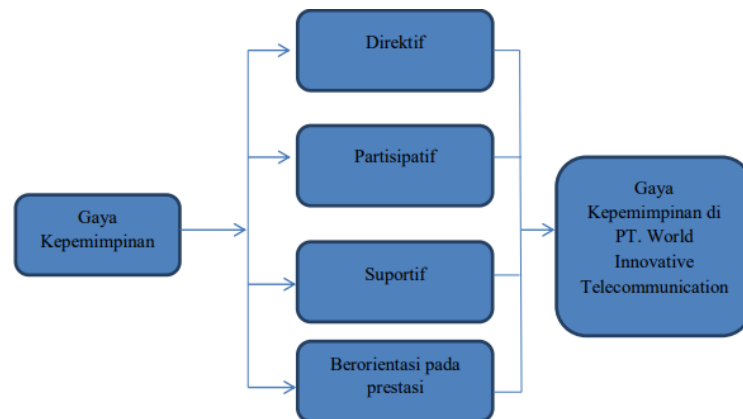 Gaya
Kepemimpinan
Direktif
Partisipatif
Suportif
Berorientasi pada
prestasi
Gaya
Kepemimpinan di
PT. World
Innovative
Telecommunication